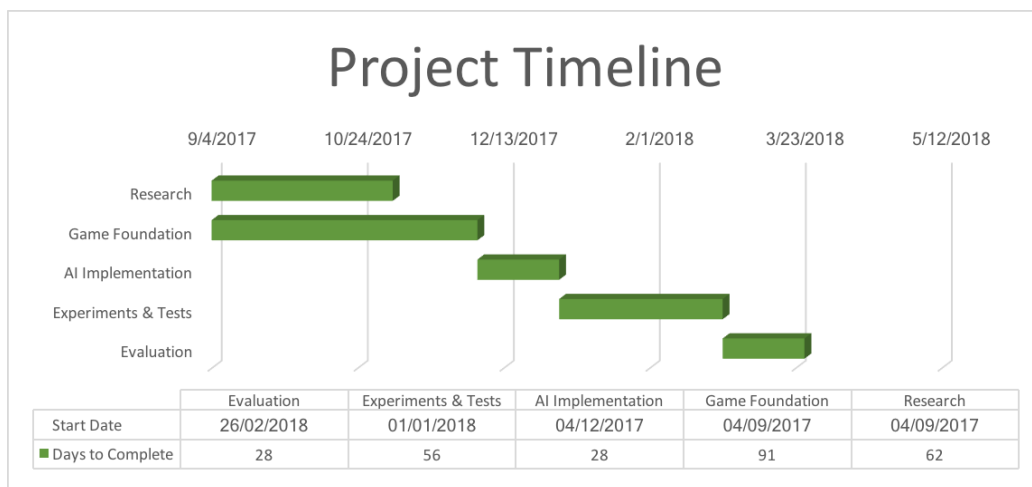 Project Timeline
9/4/2017 10/24/2017 12/13/2017 2/1/2018 3/23/2018 5/12/2018
Research
Game Foundation
AI Implementation
Experiments & Tests
Evaluation
Evaluation Experiments & Tests AI Implementation Game Foundation Research
Start Date 26/02/2018 01/01/2018 04/12/2017 04/09/2017 04/09/2017
Days to Complete 28 56 28 91 62